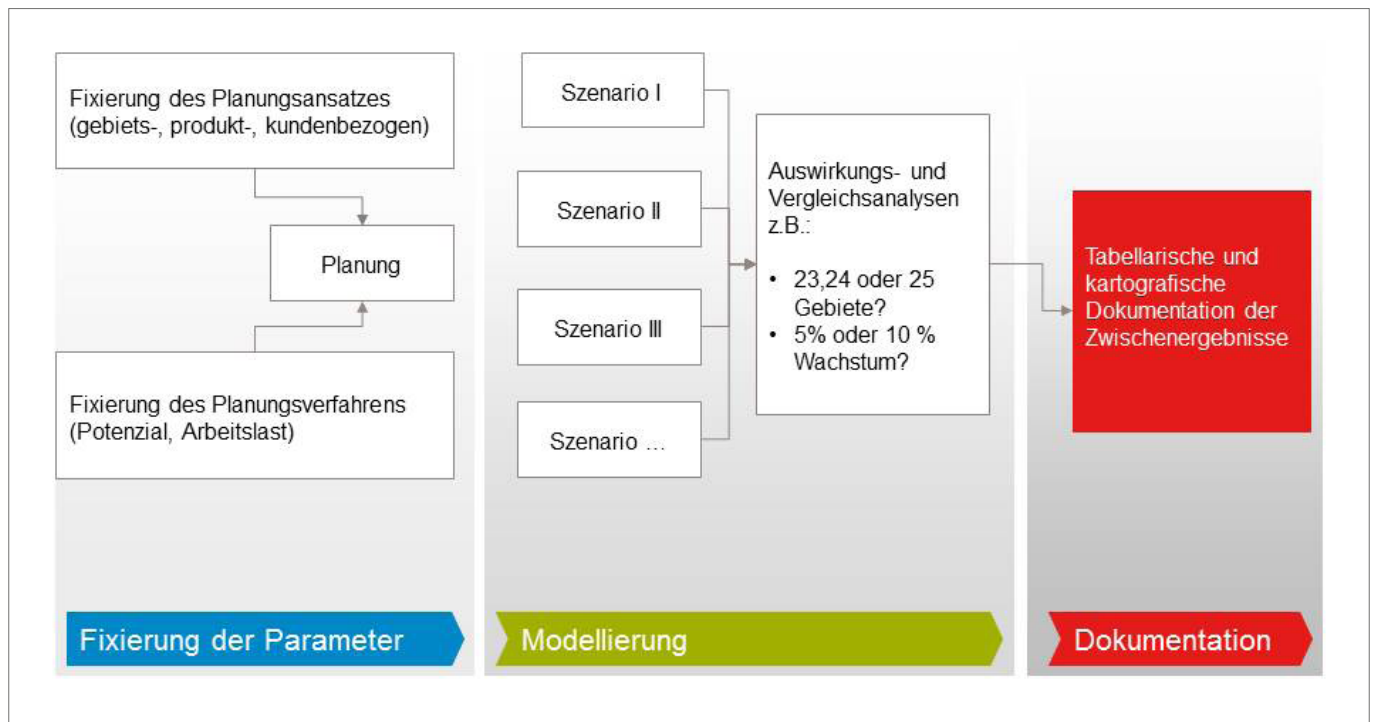 Fixierung des Planungsansatzes
(gebiets-, produkt-, kundenbezogen)
Planung
Fixierung des Planungsverfahrens
(Potenzial, Arbeitslast)
Fixierung der Parameter
Szenario I
Szenario II
Szenario III
Szenario …
Auswirkungs- und
Vergleichsanalysen
z.B.:
• 23,24 oder 25
Gebiete?
• 5% oder 10 %
Wachstum?
Modellierung
Tabellarische und
kartografische
Dokumentation der
Zwischenergebnisse
Dokumentation